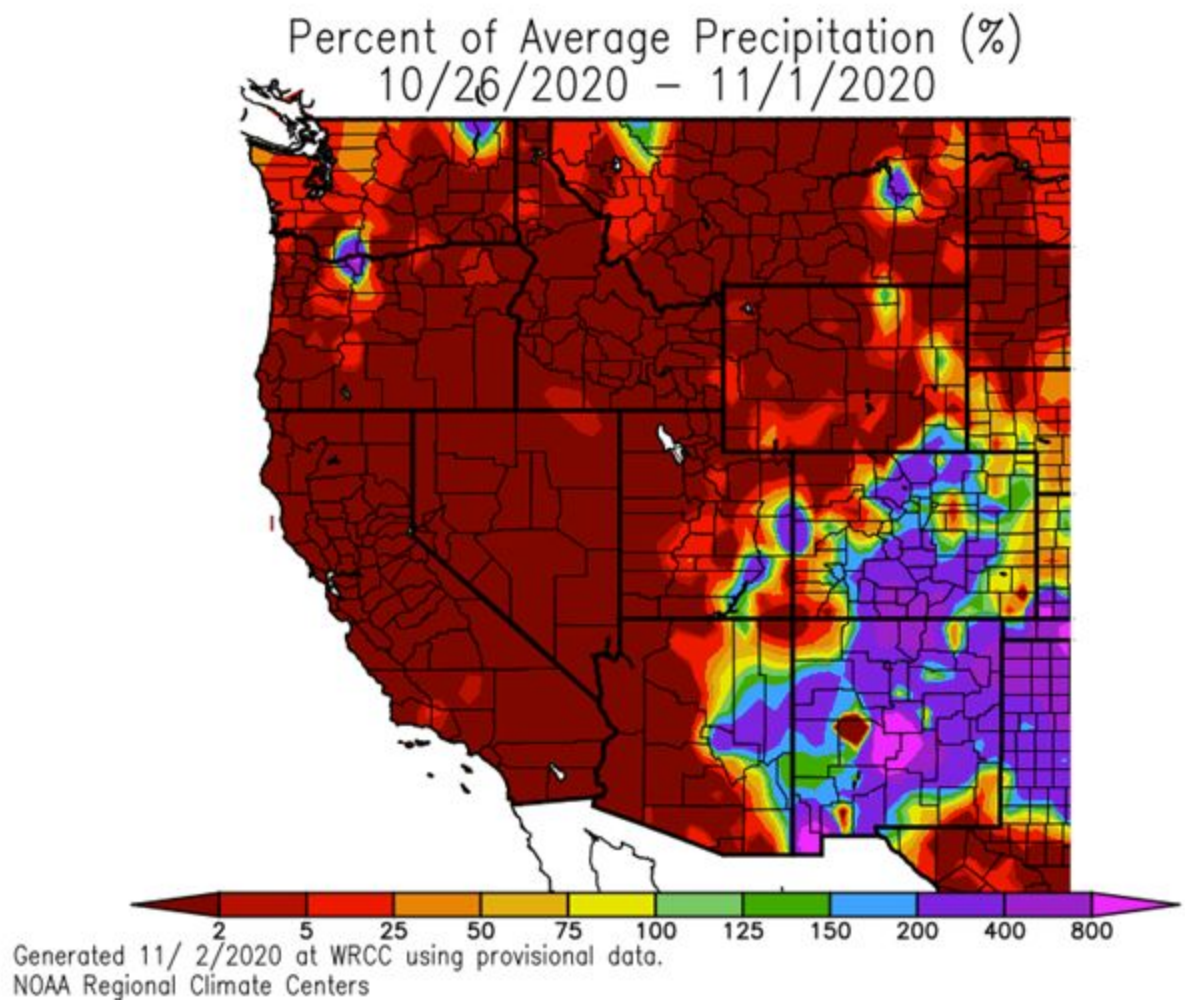 Percent of Average Precipitation (%)
10/26/2020 – 11/1/2020
2 5 25 50 75 100 125 150 200 400 800
Generated 11/ 2/2020 at WRCC using provisional data.
NOAA Regional Climate Centers